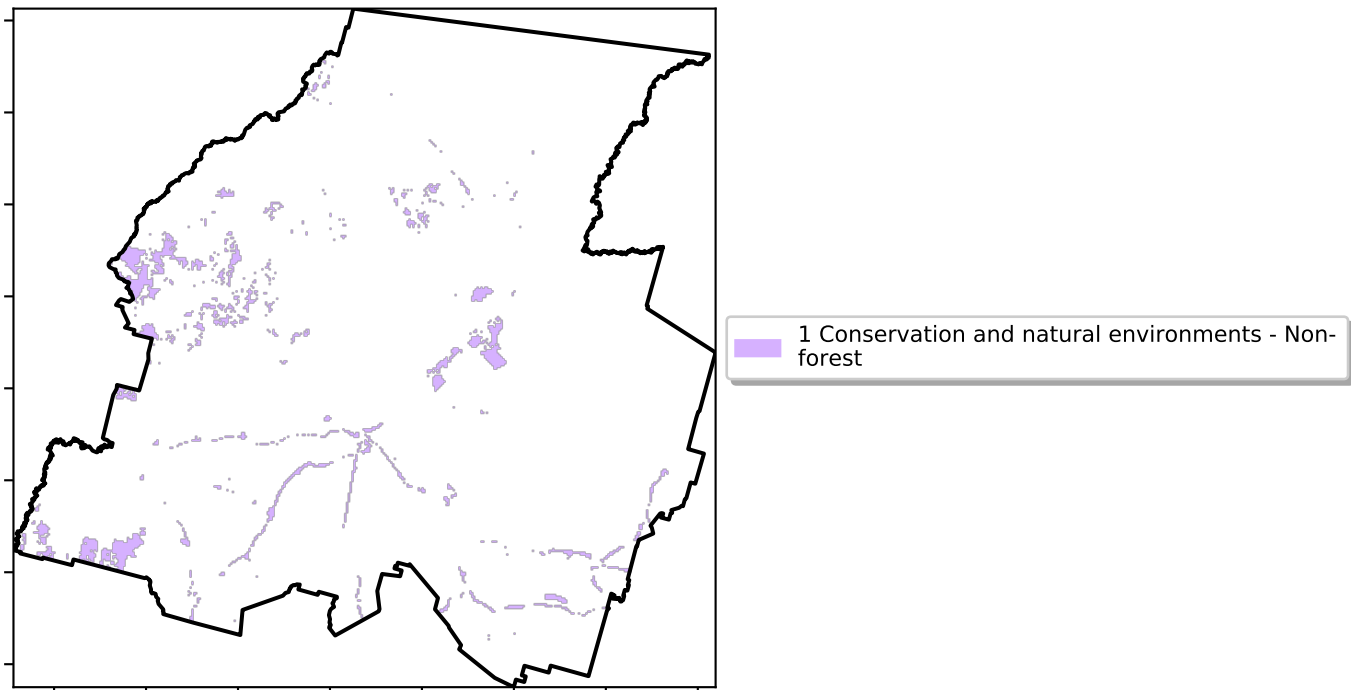 1 Conservation and natural environments - Non-
forest